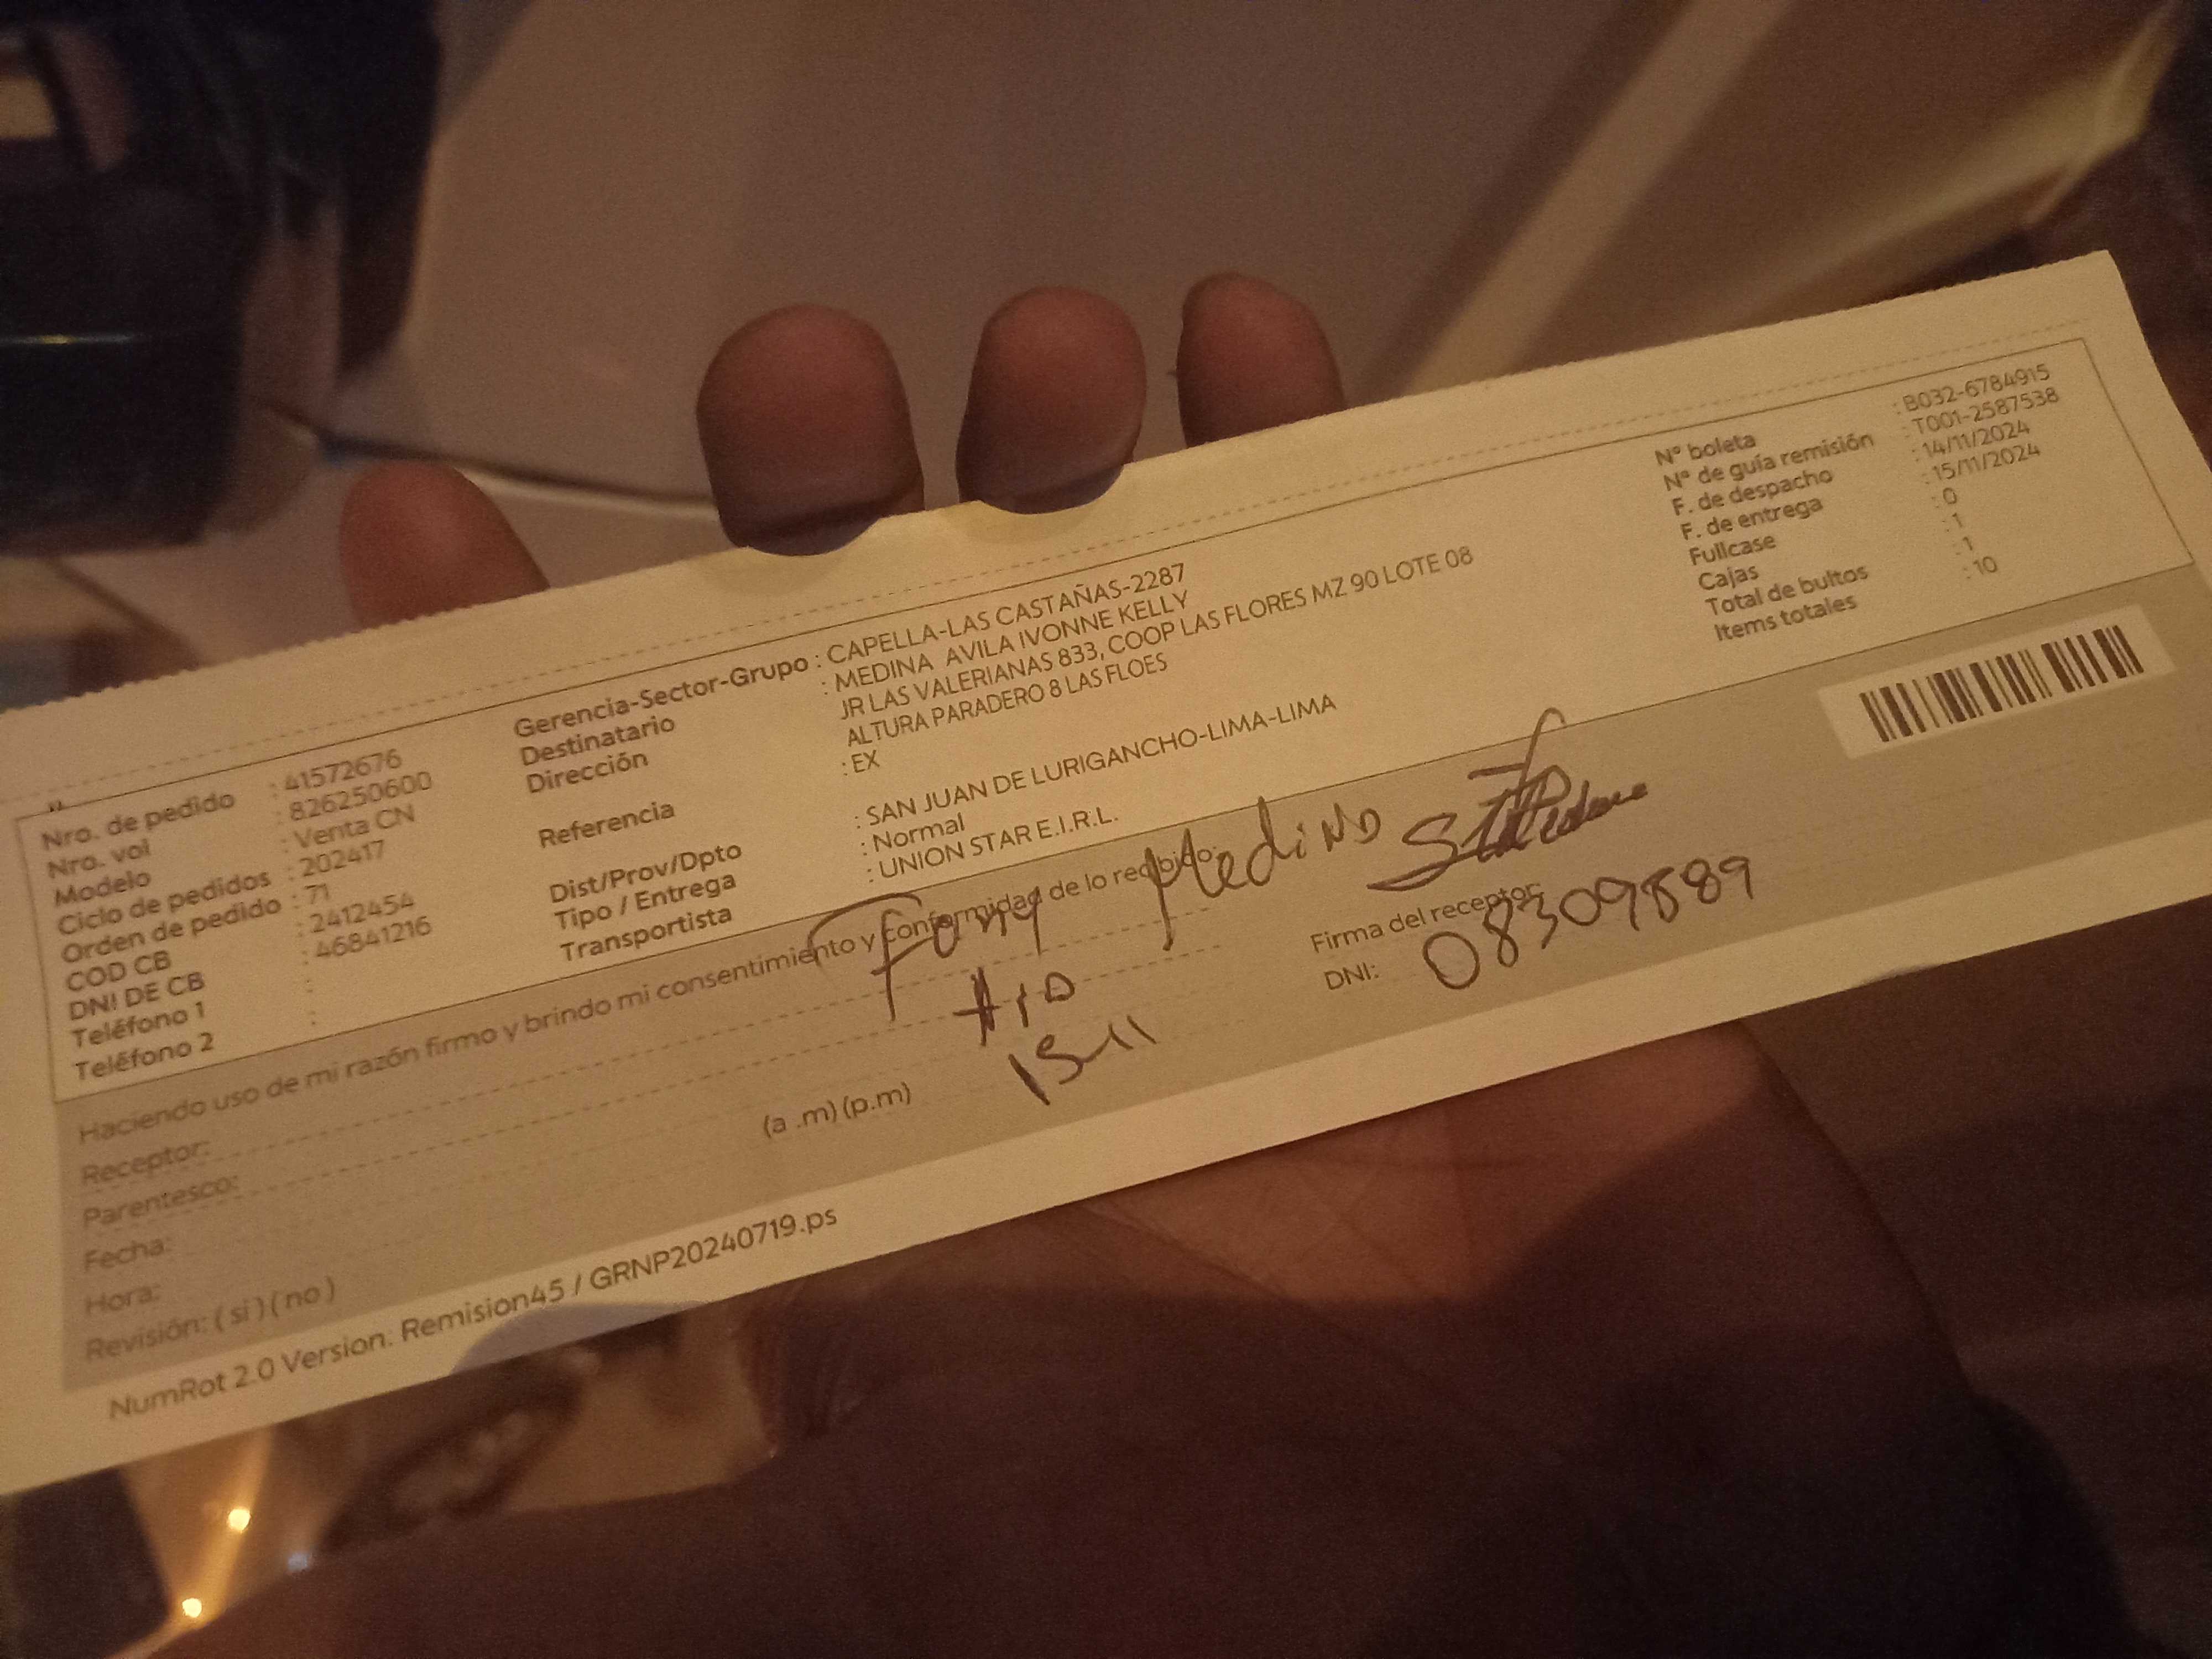 Nro. de pedido : 41572676
Nro. vol : 826250600
Modelo : Venta CN
Ciclo de pedidos : 202417
Orden de pedido : 71
COD CB : 2412454
DNI DE CB : 46841216
Teléfono 1 :
Teléfono 2 :
Gerencia-Sector-Grupo : CAPELLA-LAS CASTAÑAS-2287
Destinatario : MEDINA AVILA IVONNE KELLY
Dirección JR LAS VALERIANAS 833, COOP LAS FLORES MZ 90 LOTE 08
ALTURA PARADERO 8 LAS FLOES
Referencia : EX
Dist/Prov/Dpto : SAN JUAN DE LURIGANCHO-LIMA-LIMA
Tipo / Entrega : Normal
Transportista : UNION STAR E.I.R.L.
N° boleta : B032-6784915
N° de guía remisión : T001-2587538
F. de despacho : 14/11/2024
F. de entrega : 15/11/2024
Fullcase : 0
Cajas : 1
Total de bultos : 1
Items totales : 10
Haciendo uso de mi razón firmo y brindo mi consentimiento y conformidad de lo recibido:
Receptor: Medina
Parentesco:
Fecha: 15-11
Hora: (a .m) (p.m)
Revisión: ( si ) ( no )
Firma del receptor:
DNI: 08309889
NumRot 2.0 Version. Remision45 / GRNP20240719.ps